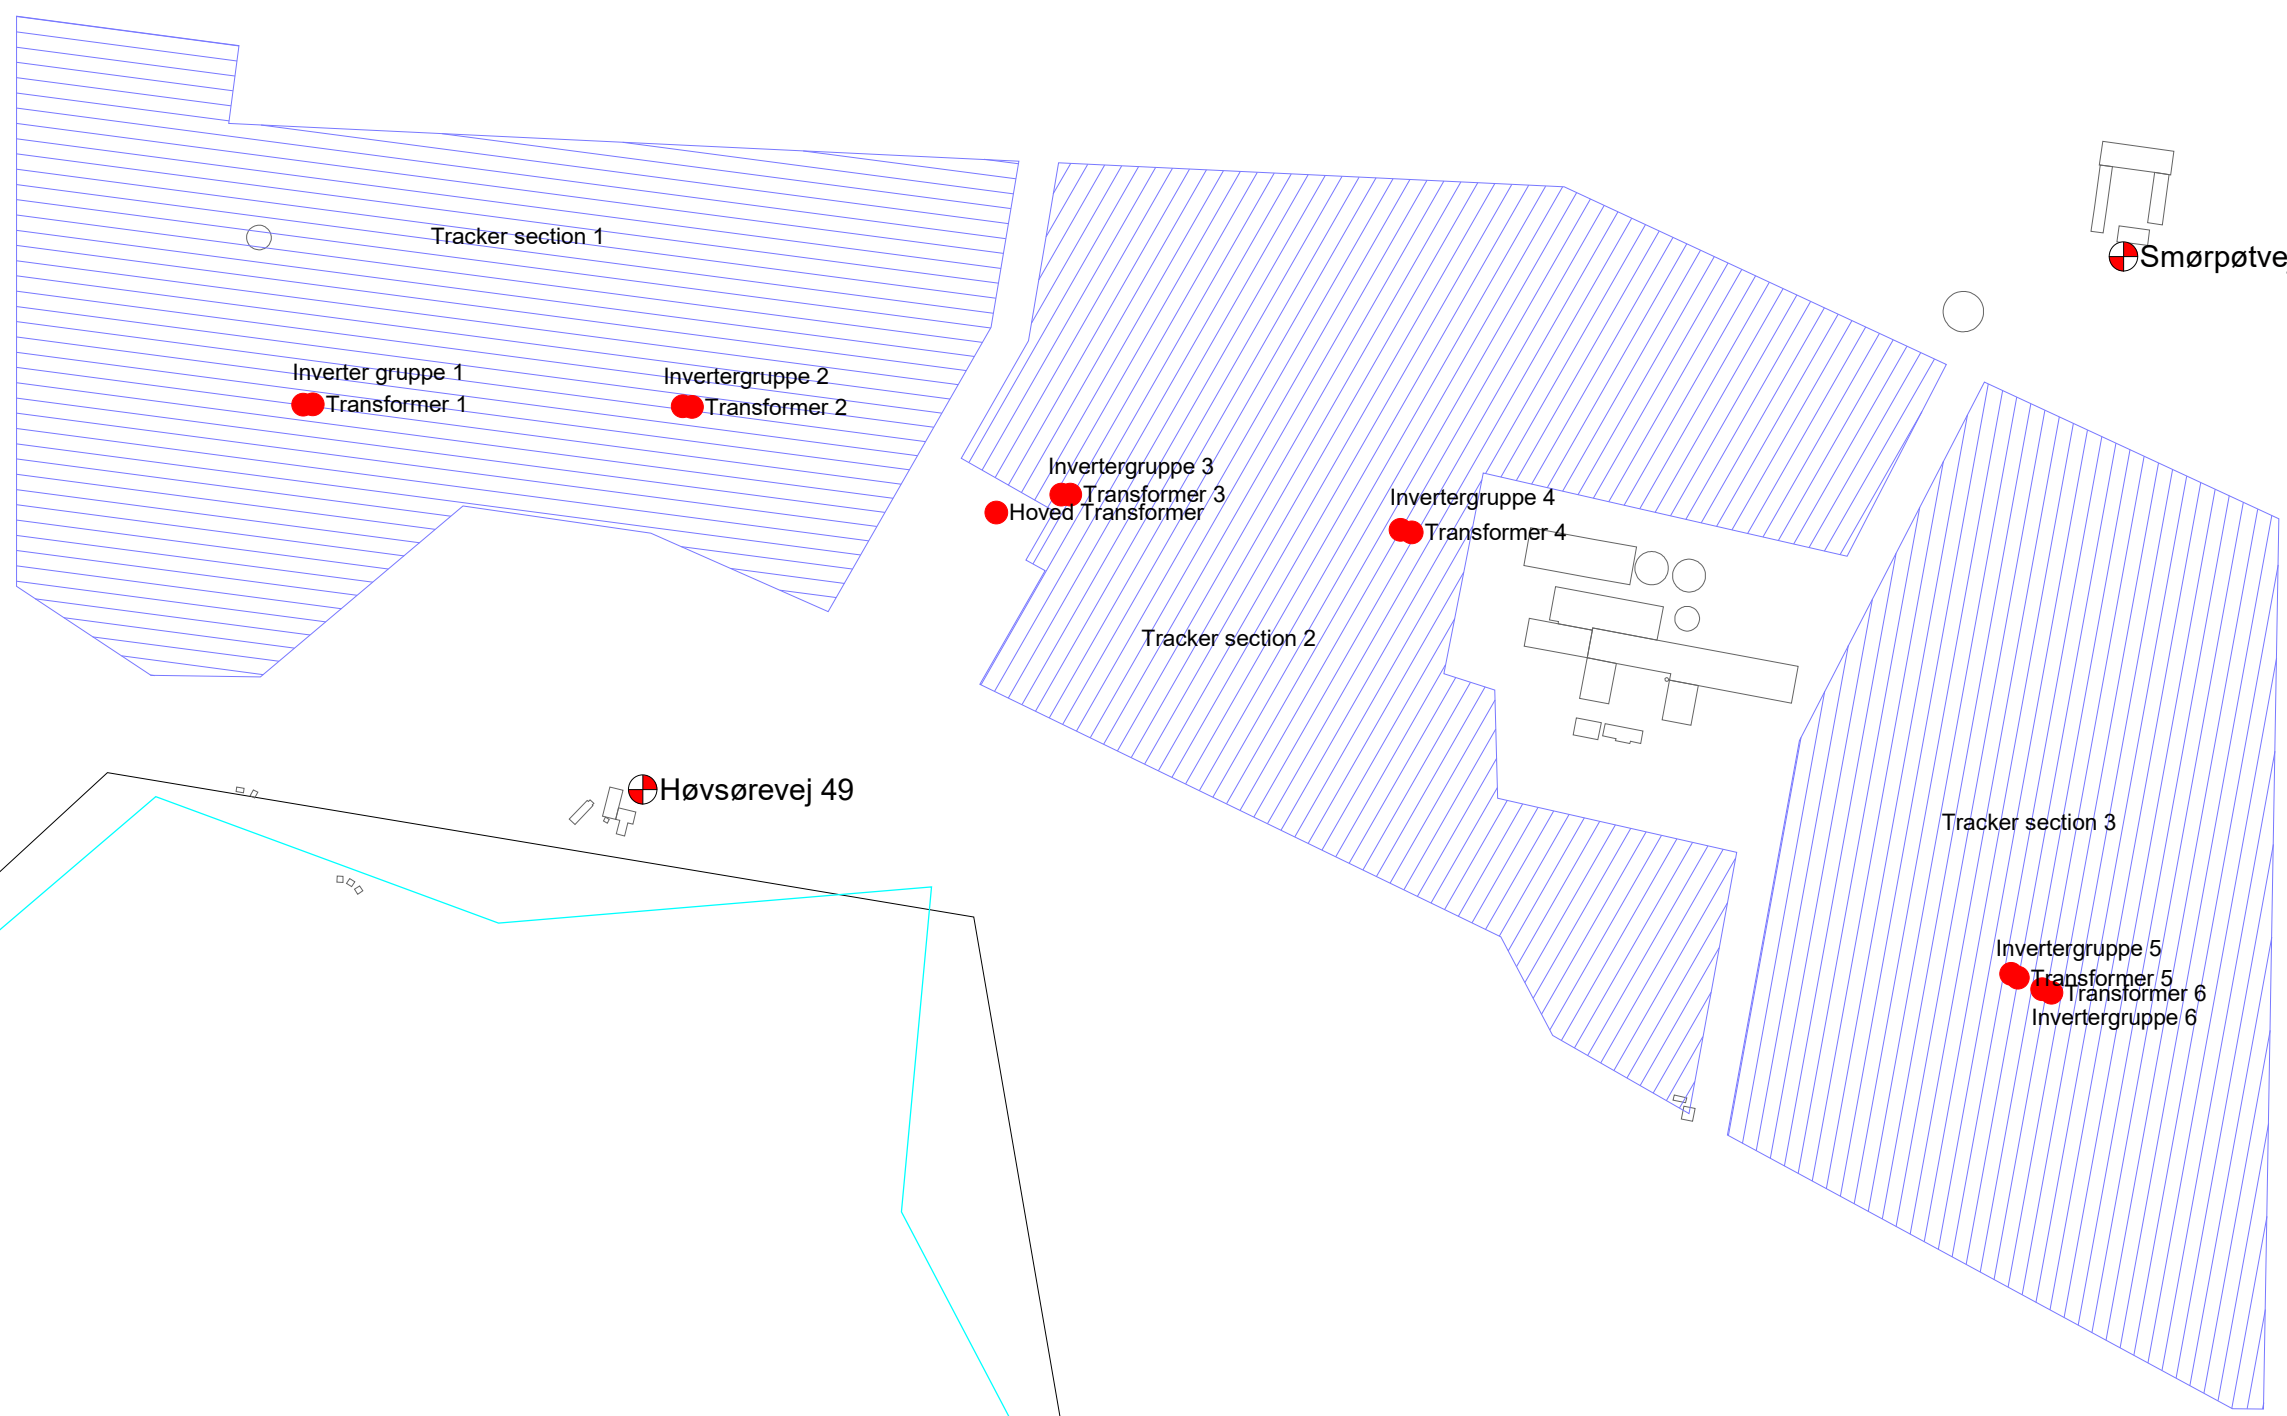 Tracker section 1
Smørpøtve
Inverter gruppe 1
Transformer 1
Invertergruppe 2
Transformer 2
Invertergruppe 3
Transformer 3
Hoved Transformer
Invertergruppe 4
Transformer 4
Tracker section 2
Høvsørevej 49
Tracker section 3
Invertergruppe 5
Transformer 5
Transformer 6
Invertergruppe 6